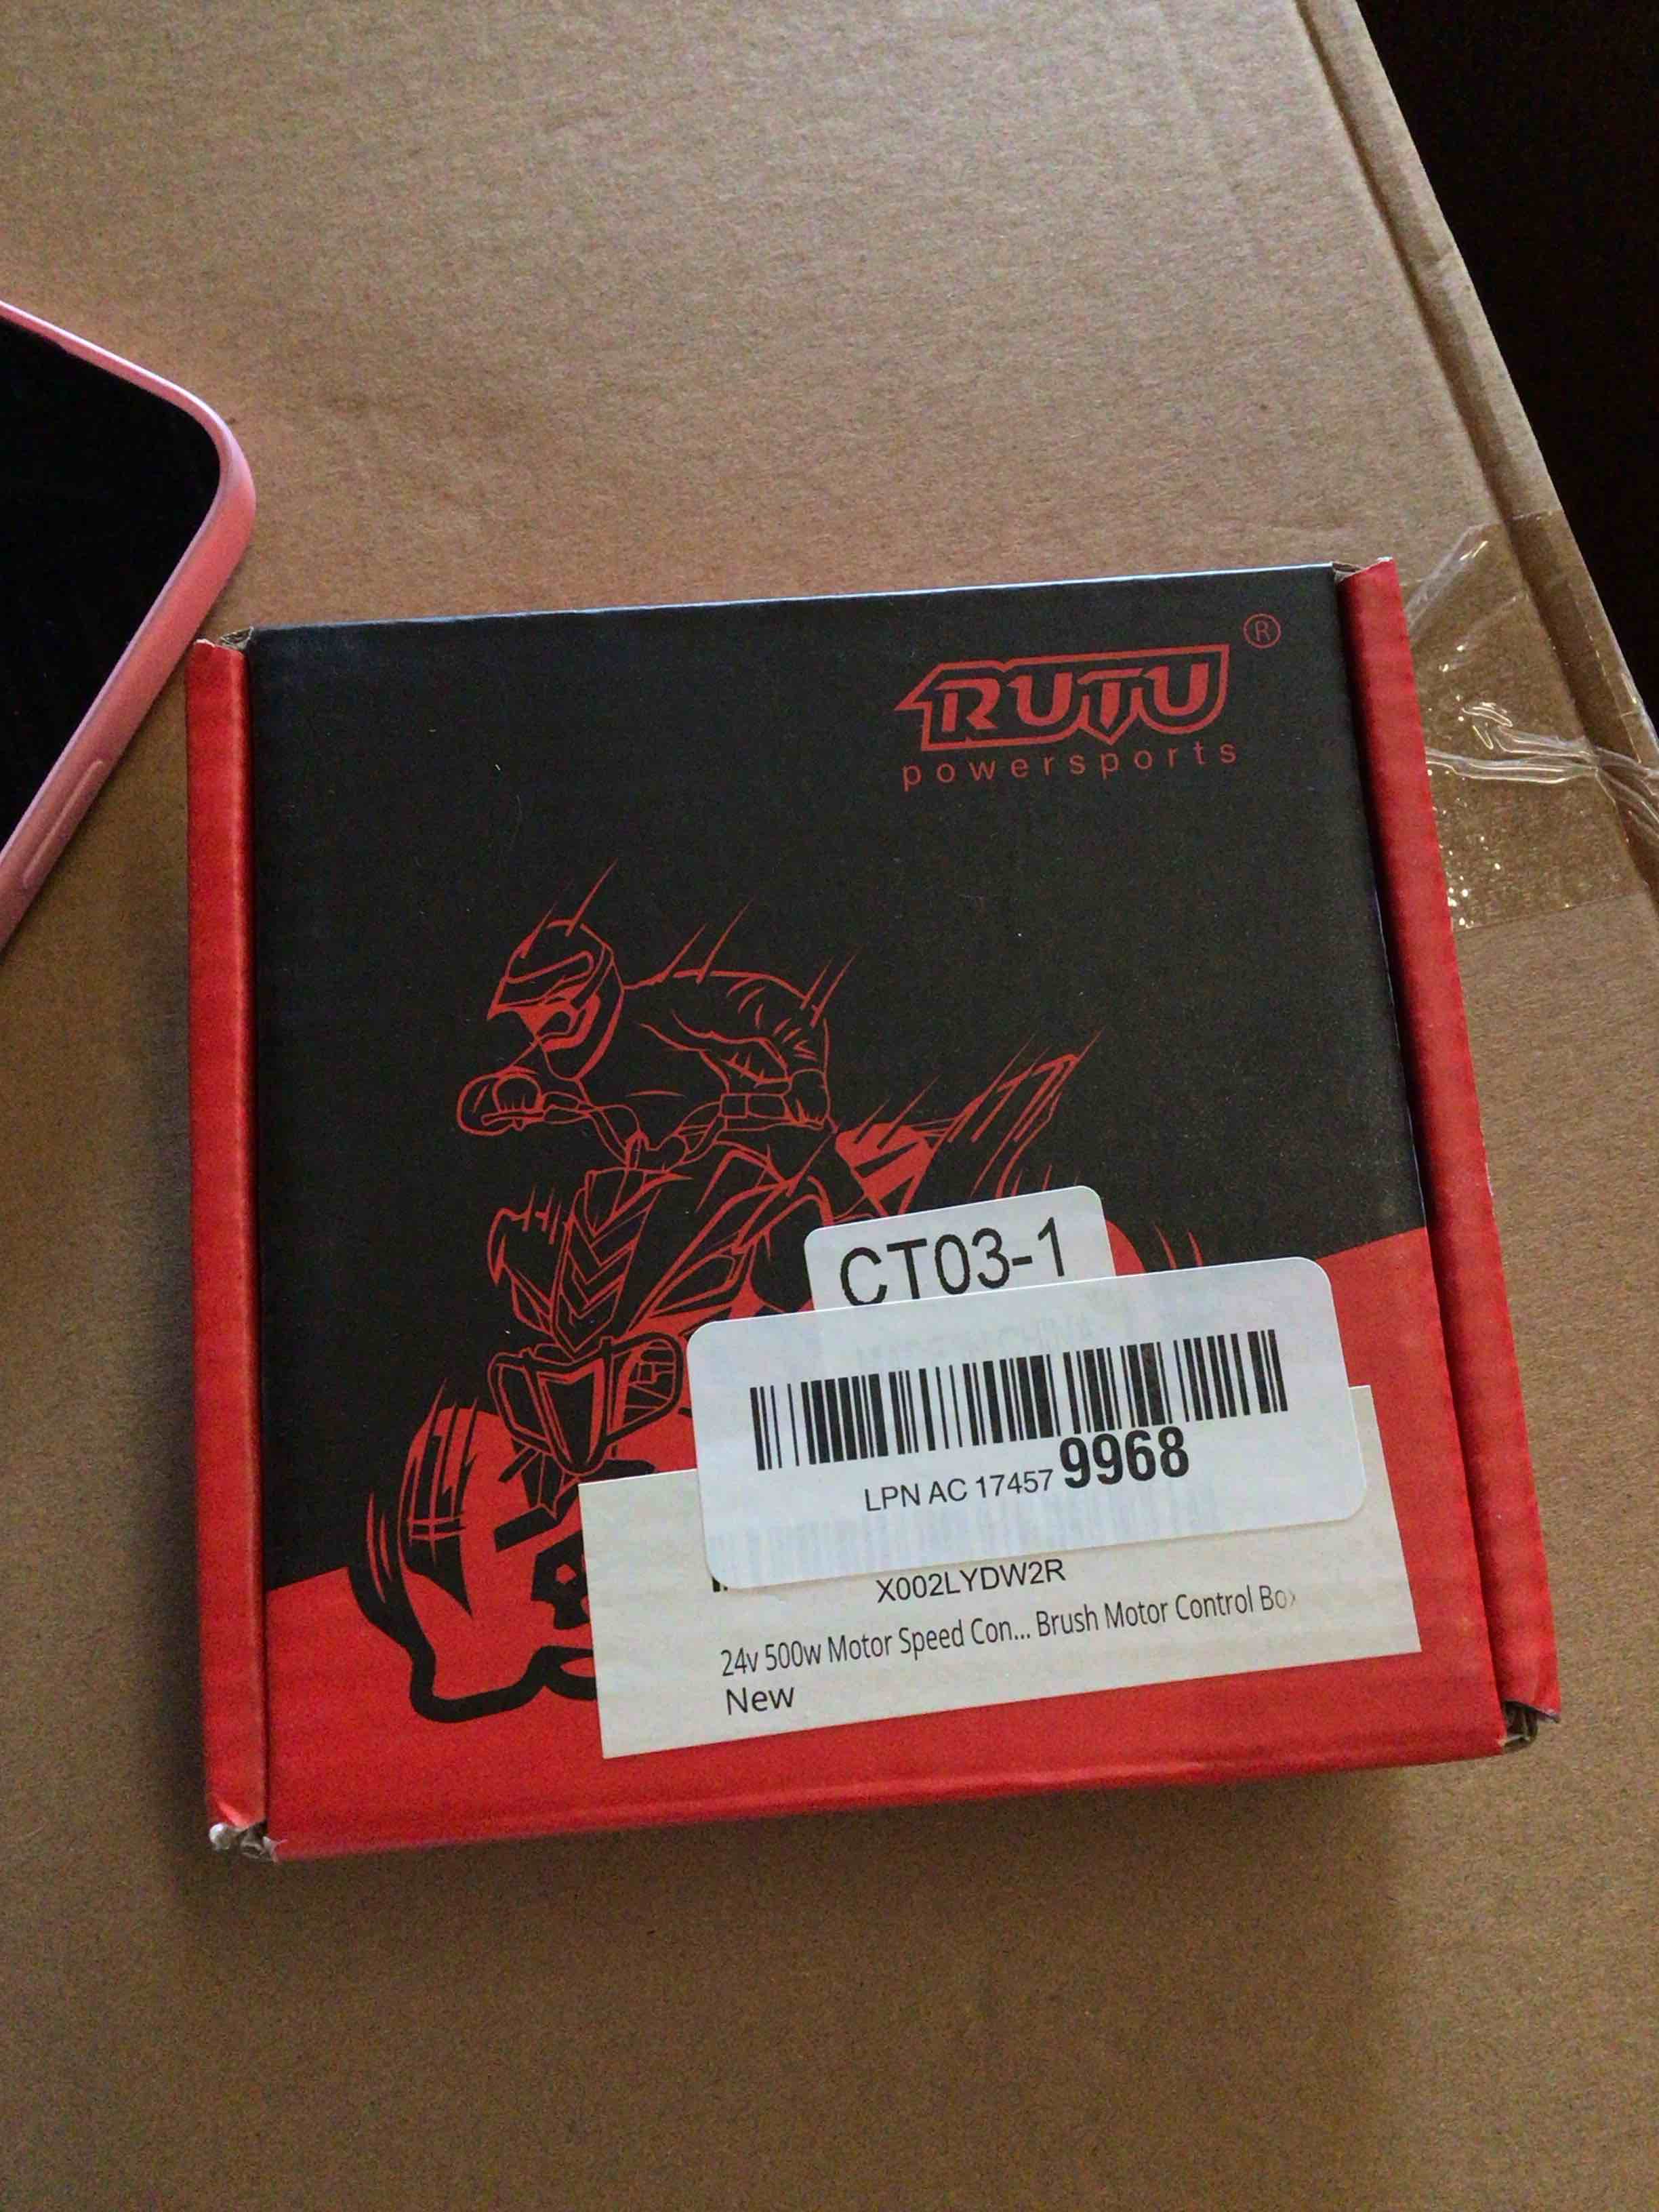 RUTU
®
powersports
CT03-1
LPN AC 17457 9968
X002LYDW2R
24v 500w Motor Speed Con... Brush Motor Control Box
New